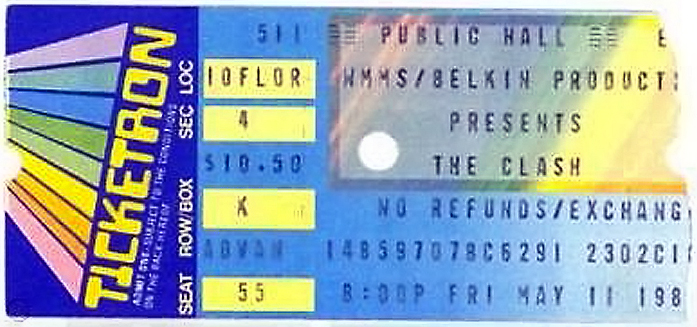 TICKETRON
ADMIT ONE-SUBJECT TO THE CONDITIONS
ON THE BACK HEREOF
LOC
SEC
ROW/BOX
SEAT
511
10FLOR
4
$10.50
X
ADVAN
55
PUBLIC HALL E
WMMS/BELKIN PRODUCT
PRESENTS
THE CLASH
NO REFUNDS/EXCHANG
148597078C6291 2302C1
8:00P FRI MAY 11 198